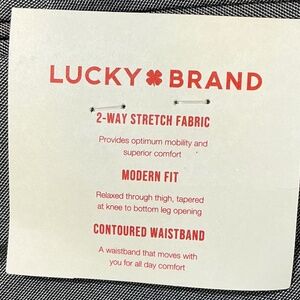 LUCKY BRAND
2-WAY STRETCH FABRIC
Provides optimum mobility and
superior comfort
MODERN FIT
Relaxed through thigh, tapered
at knee to bottom leg opening
CONTOURED WAISTBAND
A waistband that moves with
you for all day comfort